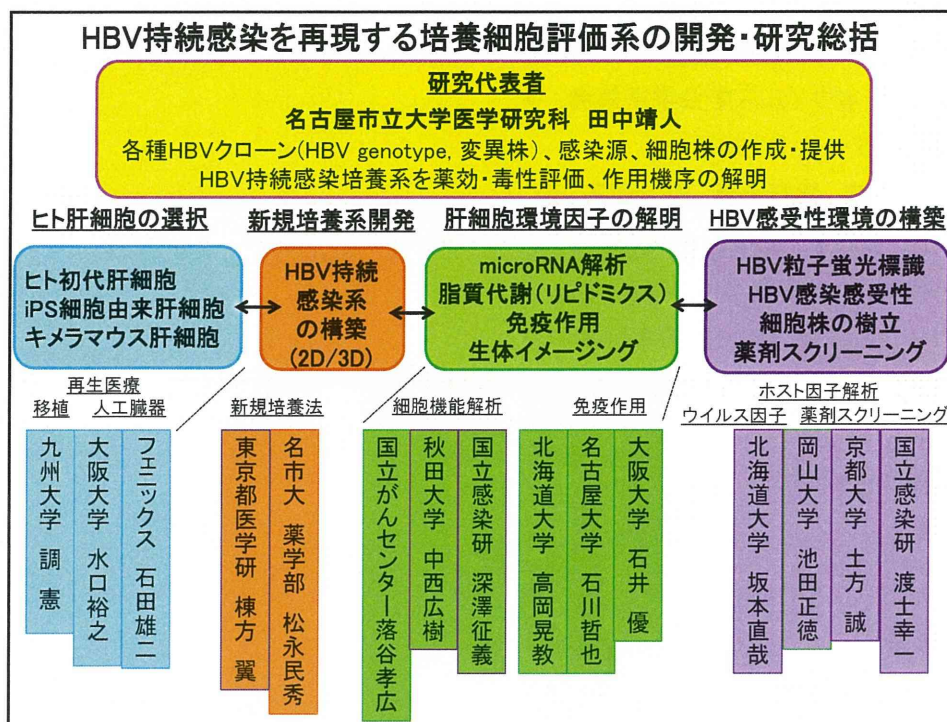 HBV持続感染を再現する培養細胞評価系の開発・研究総括
研究代表者
名古屋市立大学医学研究科　田中靖人
各種HBVクローン(HBV genotype, 変異株)、感染源、細胞株の作成・提供
HBV持続感染培養系を薬効・毒性評価、作用機序の解明
ヒト肝細胞の選択
ヒト初代肝細胞
iPS細胞由来肝細胞
キメラマウス肝細胞
新規培養系開発
HBV持続
感染系
の構築
(2D/3D)
肝細胞環境因子の解明
microRNA解析
脂質代謝(リピドミクス)
免疫作用
生体イメージング
HBV感受性環境の構築
HBV粒子蛍光標識
HBV感染感受性
細胞株の樹立
薬剤スクリーニング
再生医療
移植　人工臓器
九州大学　調　憲
大阪大学　水口裕之
フェニックス　石田雄二
新規培養法
東京都医学研　棟方　翼
名市大　薬学部　松永民秀
細胞機能解析
国立がんセンター落谷孝広
秋田大学　中西広樹
国立感染研　深澤征義
免疫作用
北海道大学　高岡晃教
名古屋大学　石川哲也
大阪大学　石井　優
ホスト因子解析
ウイルス因子　薬剤スクリーニング
北海道大学　坂本直哉
岡山大学　池田正徳
京都大学　土方　誠
国立感染研　渡士幸一